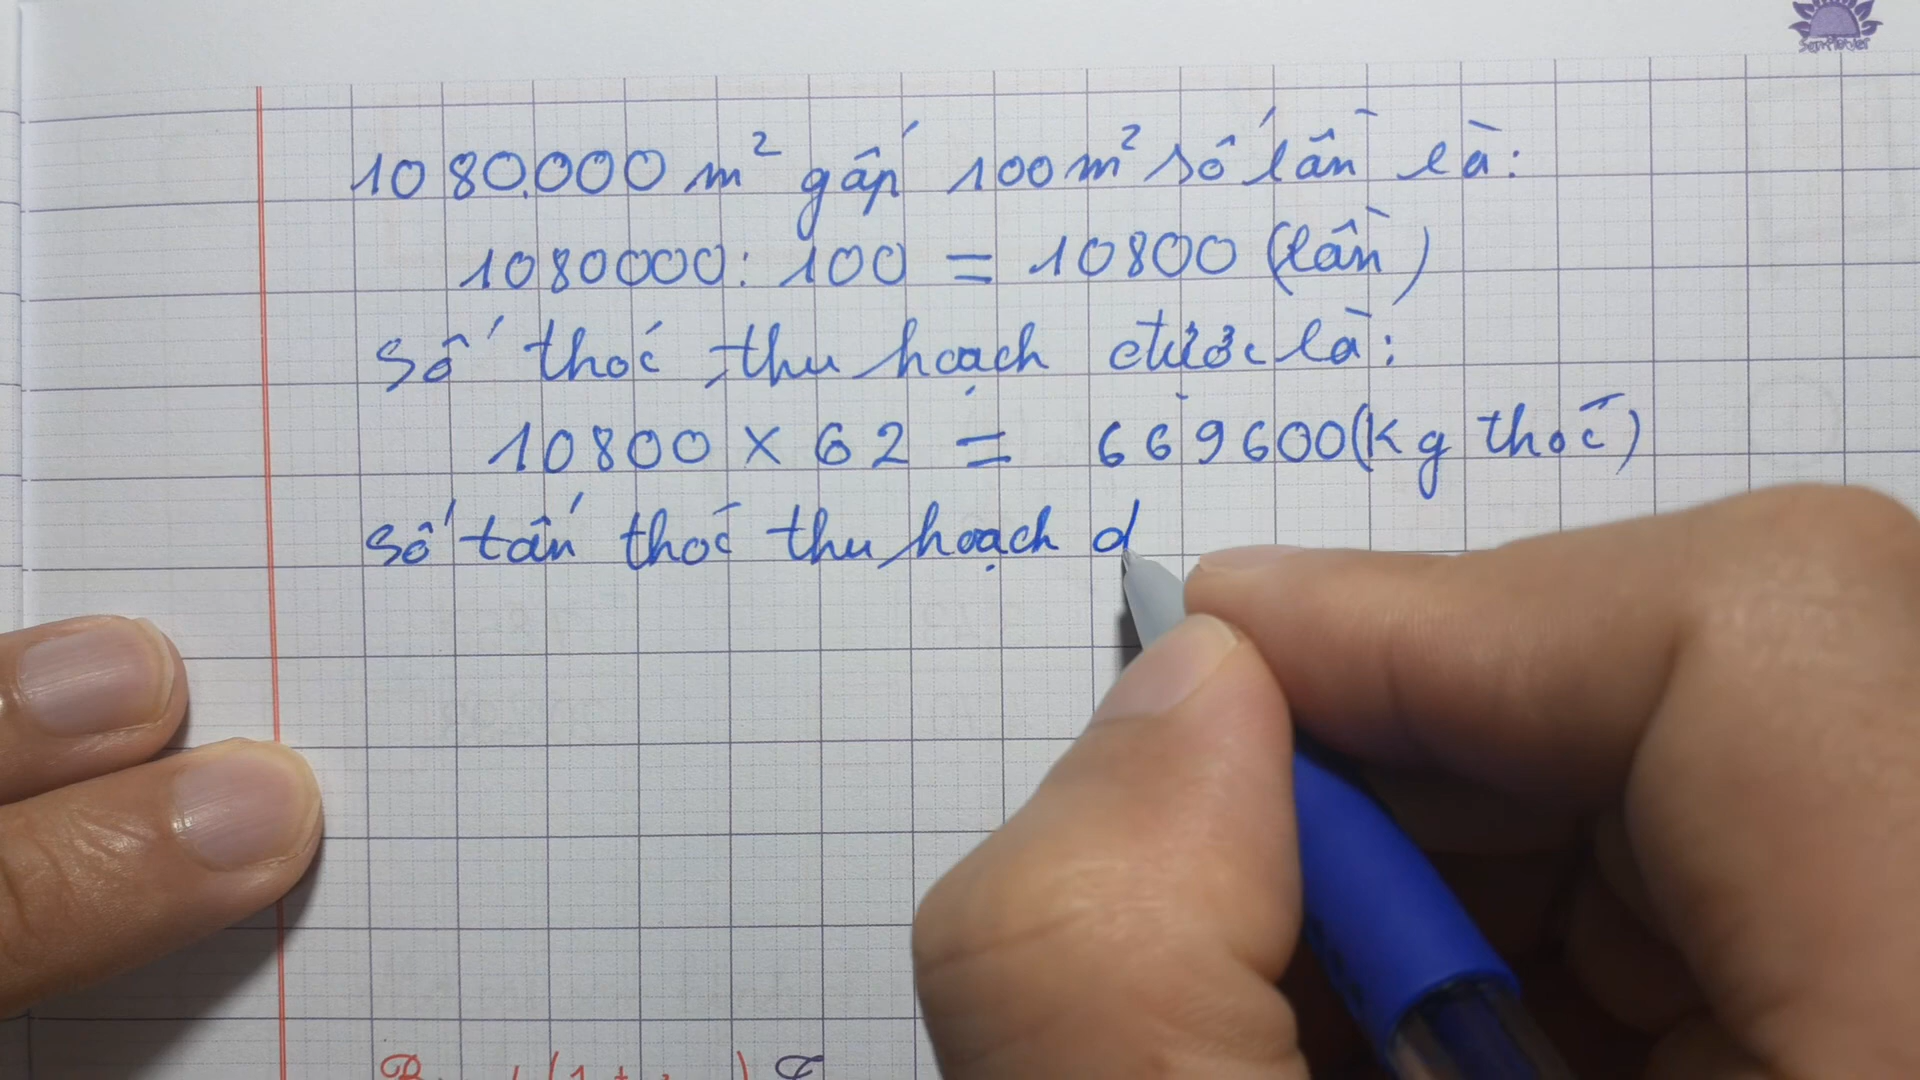 Sunflower
1080.000 m² gấp 100 m² số lần là:
1080000 : 100 = 10800 (lần)
Số thóc thu hoạch được là:
10800 × 62 = 669600 (kg thóc)
Số tấn thóc thu hoạch đ